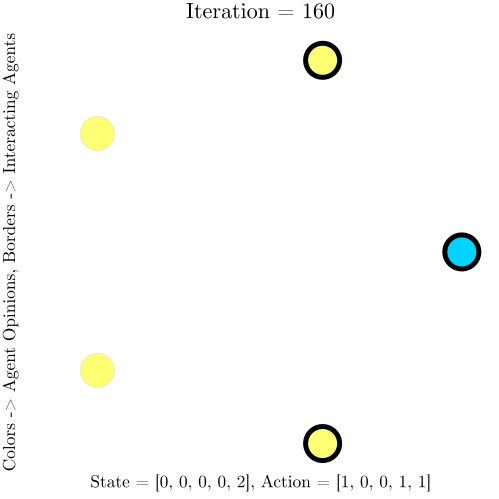 Iteration = 160
Colors -> Agent Opinions, Borders -> Interacting Agents
State = [0, 0, 0, 0, 2], Action = [1, 0, 0, 1, 1]